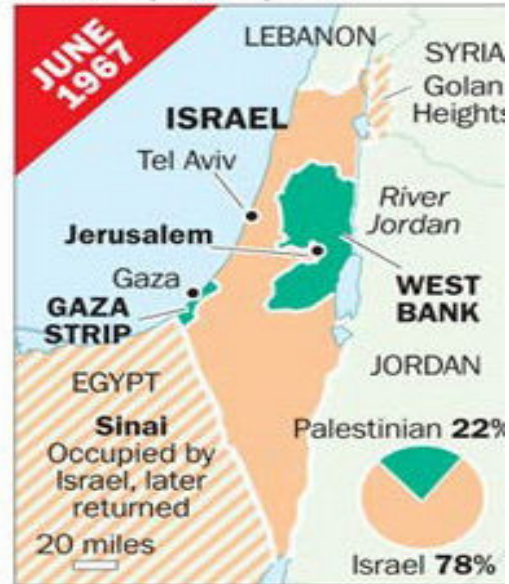 JUNE
1967
LEBANON
SYRIA
Golan
Heights
ISRAEL
Tel Aviv
River
Jordan
Jerusalem
Gaza
WEST
BANK
GAZA
STRIP
EGYPT
JORDAN
Sinai
Occupied by
Israel, later
returned
20 miles
Palestinian 22%
Israel 78%